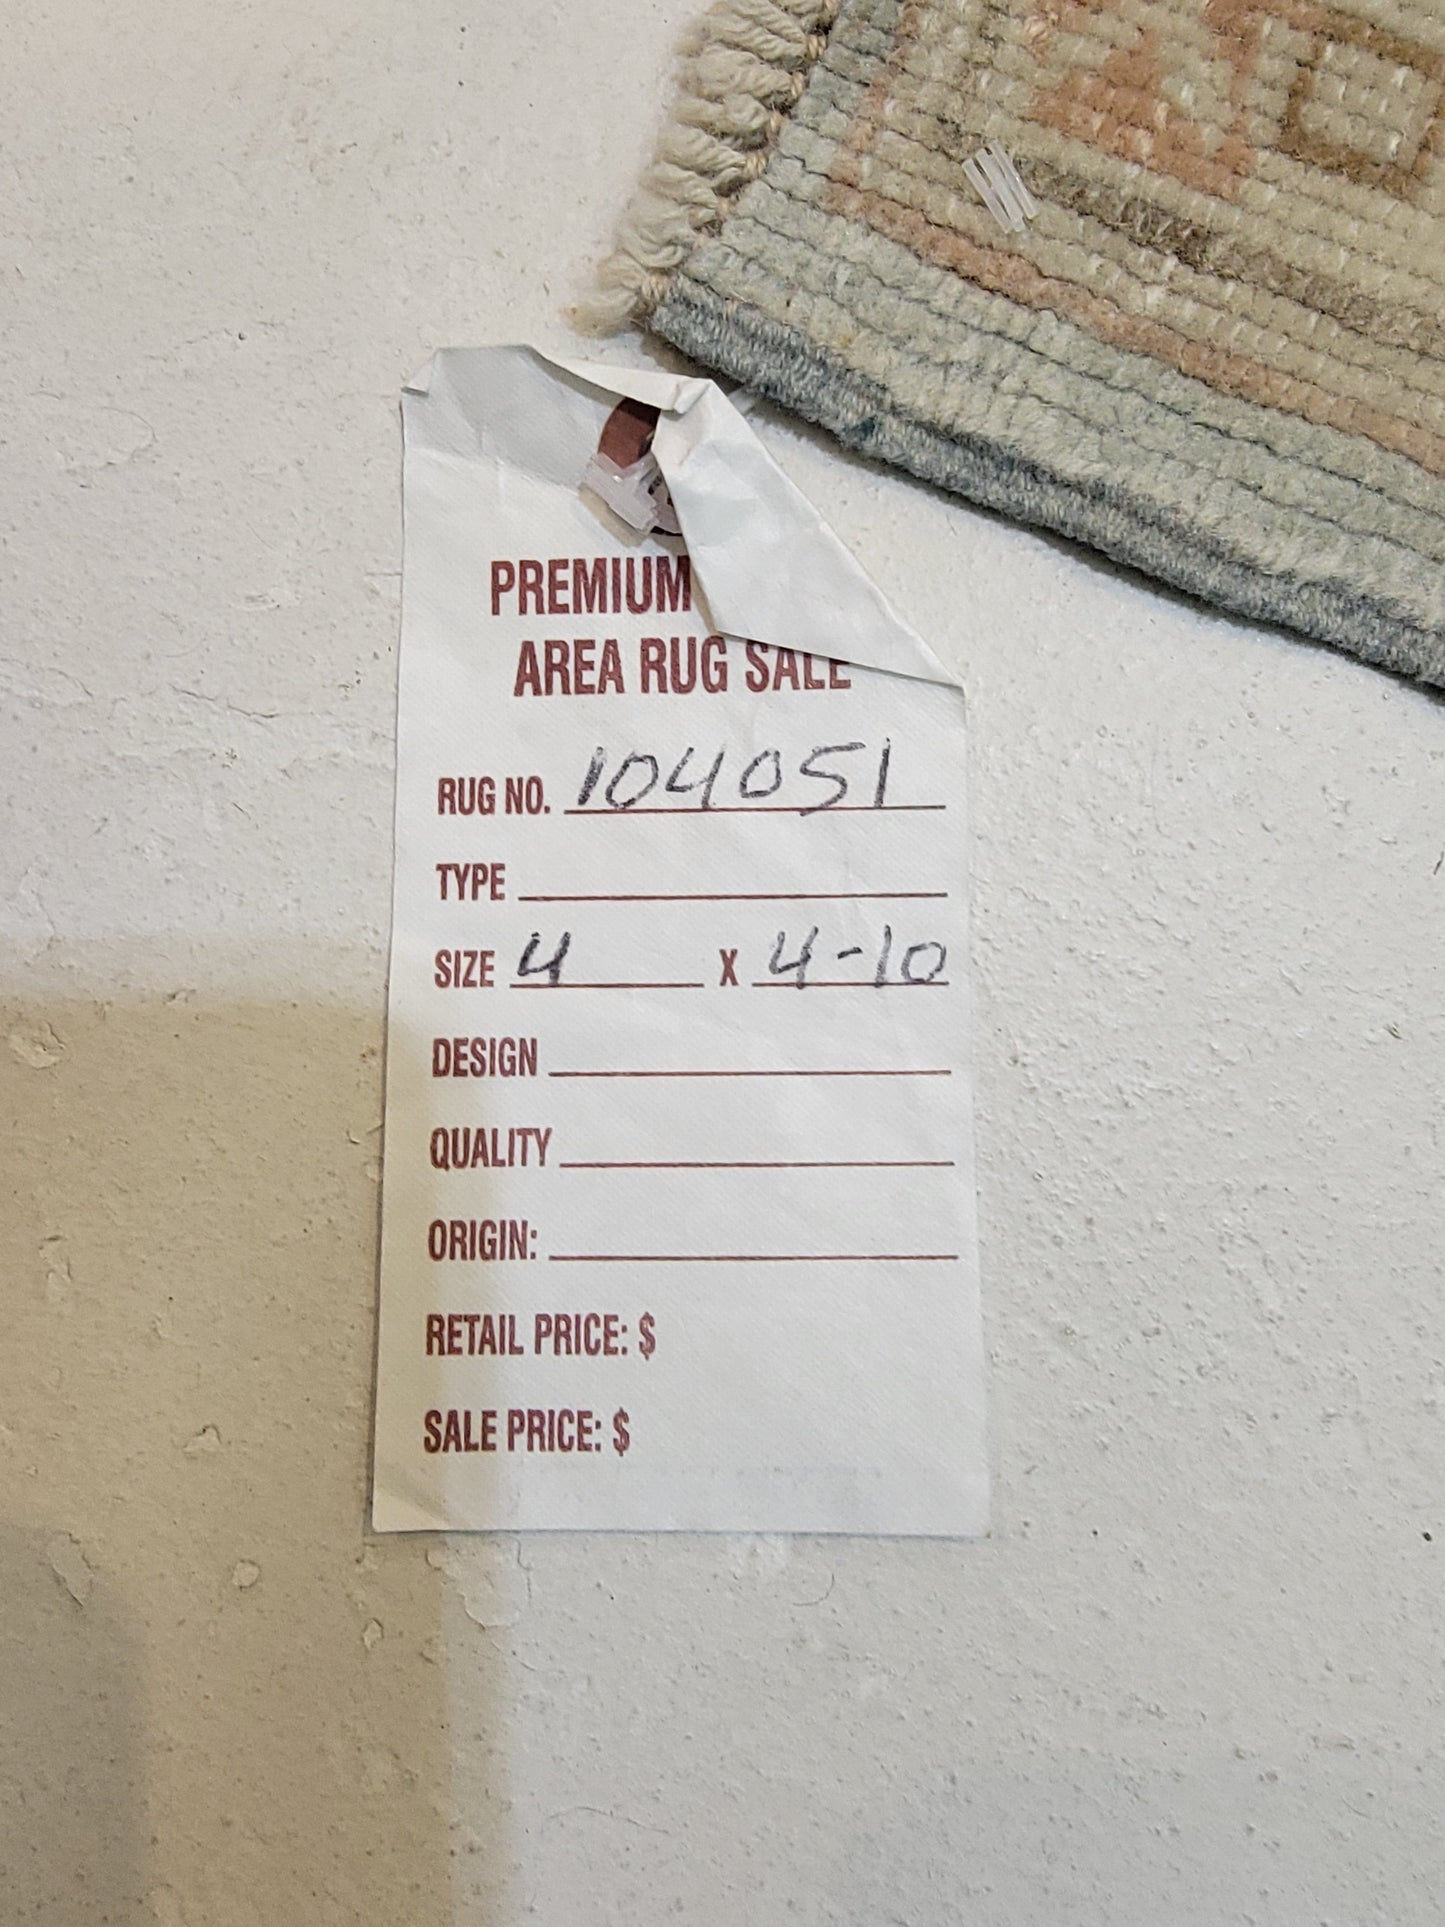 PREMIUM
AREA RUG SALE
RUG NO. 104051
TYPE
SIZE 4 X 4-10
DESIGN
QUALITY
ORIGIN:
RETAIL PRICE: $
SALE PRICE: $